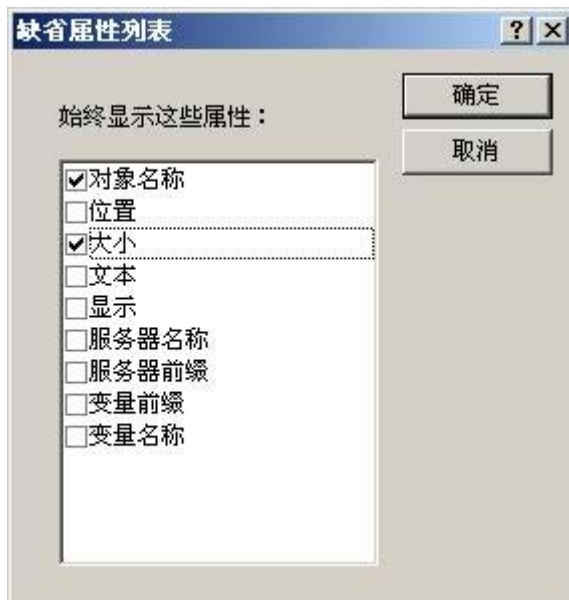 缺省属性列表
始终显示这些属性：
确定
取消
对象名称
位置
大小
文本
显示
服务器名称
服务器前缀
变量前缀
变量名称